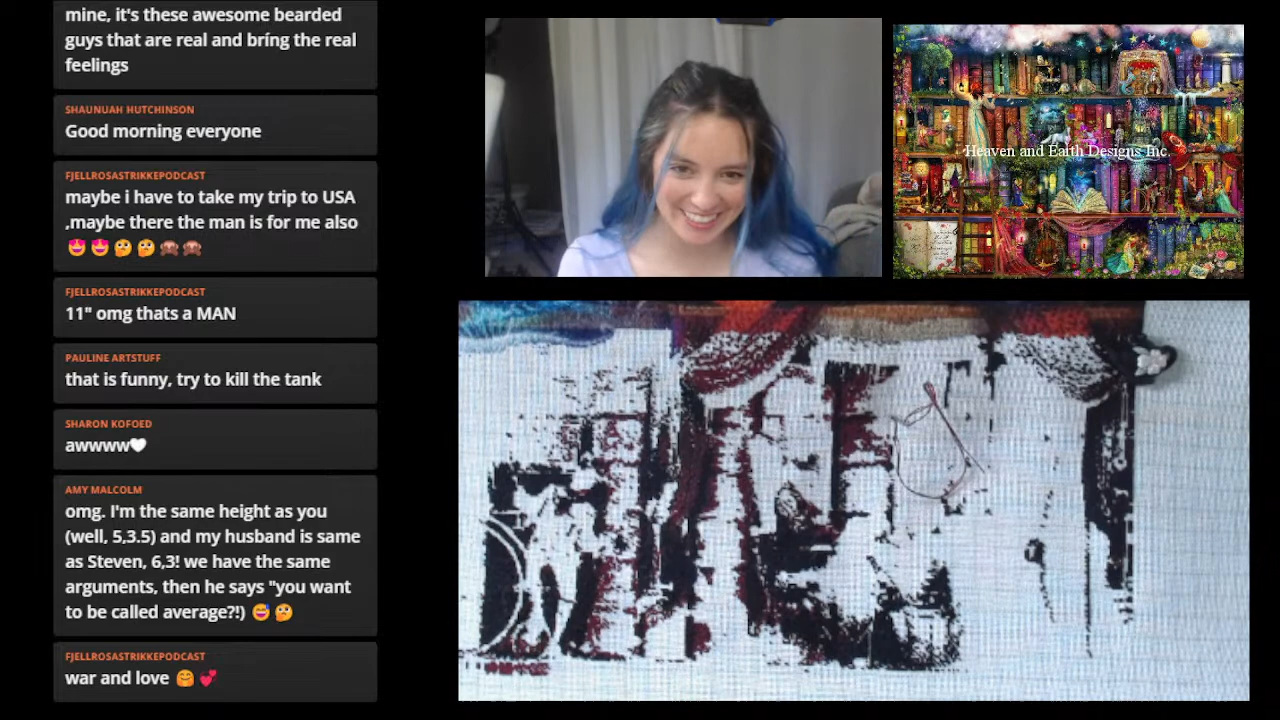 mine, it's these awesome bearded
guys that are real and bríng the real
feelings
SHAUNUAH HUTCHINSON
Good morning everyone
FJELLROSASTRIKKEPODCAST
maybe i have to take my trip to USA
,maybe there the man is for me also
😍😍🤔🤔🙈🙈
FJELLROSASTRIKKEPODCAST
11" omg thats a MAN
PAULINE ARTSTUFF
that is funny, try to kill the tank
SHARON KOFOED
awwww🤍
AMY MALCOLM
omg. I'm the same height as you
(well, 5,3.5) and my husband is same
as Steven, 6,3! we have the same
arguments, then he says "you want
to be called average?!) 😅 🤔
FJELLROSASTRIKKEPODCAST
war and love 🤗 💕
Heaven and Earth Designs Inc.